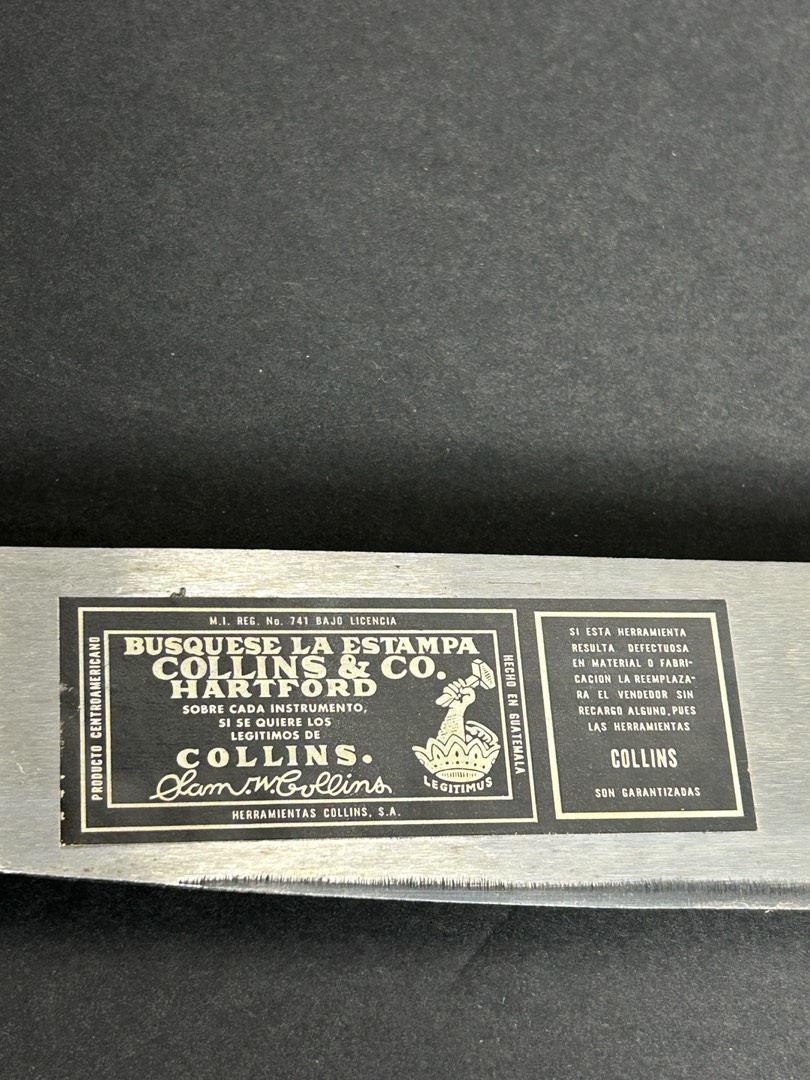 M.I. REG. No. 741 BAJO LICENCIA
PRODUCTO CENTROAMERICANO
BUSQUESE LA ESTAMPA
COLLINS & CO.
HARTFORD
SOBRE CADA INSTRUMENTO,
SI SE QUIERE LOS
LEGITIMOS DE
COLLINS.
Sam. W. Collins
LEGITIMUS
HECHO EN GUATEMALA
HERRAMIENTAS COLLINS, S.A.
SI ESTA HERRAMIENTA
RESULTA DEFECTUOSA
EN MATERIAL O FABRI-
CACION LA REEMPLAZA-
RA EL VENDEDOR SIN
RECARGO ALGUNO, PUES
LAS HERRAMIENTAS
COLLINS
SON GARANTIZADAS